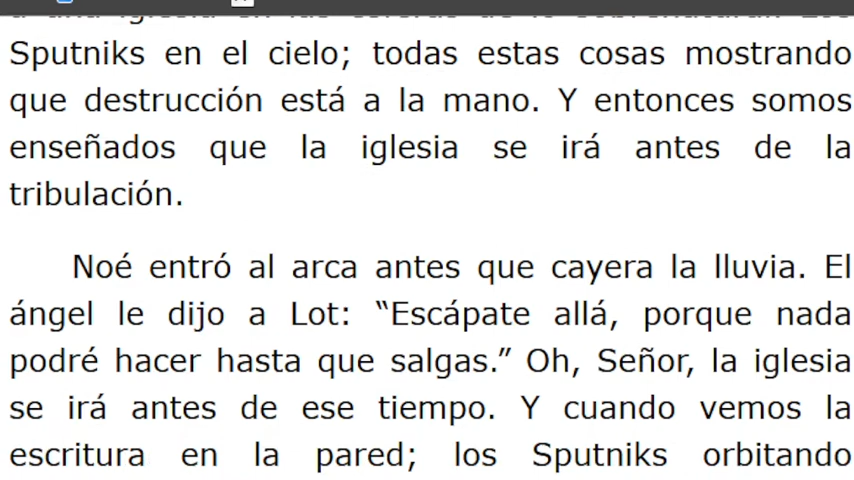 Sputniks en el cielo; todas estas cosas mostrando
que destrucción está a la mano. Y entonces somos
enseñados que la iglesia se irá antes de la
tribulación.
Noé entró al arca antes que cayera la lluvia. El
ángel le dijo a Lot: “Escápate allá, porque nada
podré hacer hasta que salgas.” Oh, Señor, la iglesia
se irá antes de ese tiempo. Y cuando vemos la
escritura en la pared; los Sputniks orbitando